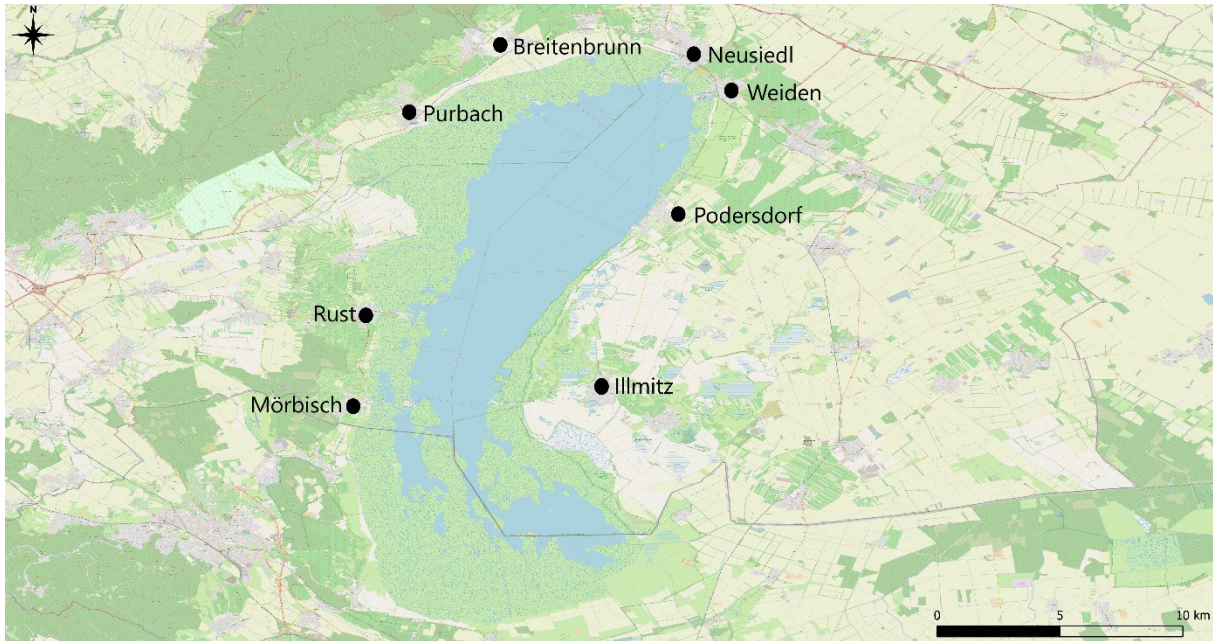 N
Breitenbrunn
Neusiedl
Weiden
Purbach
Podersdorf
Rust
Illmitz
Mörbisch
0 5 10 km